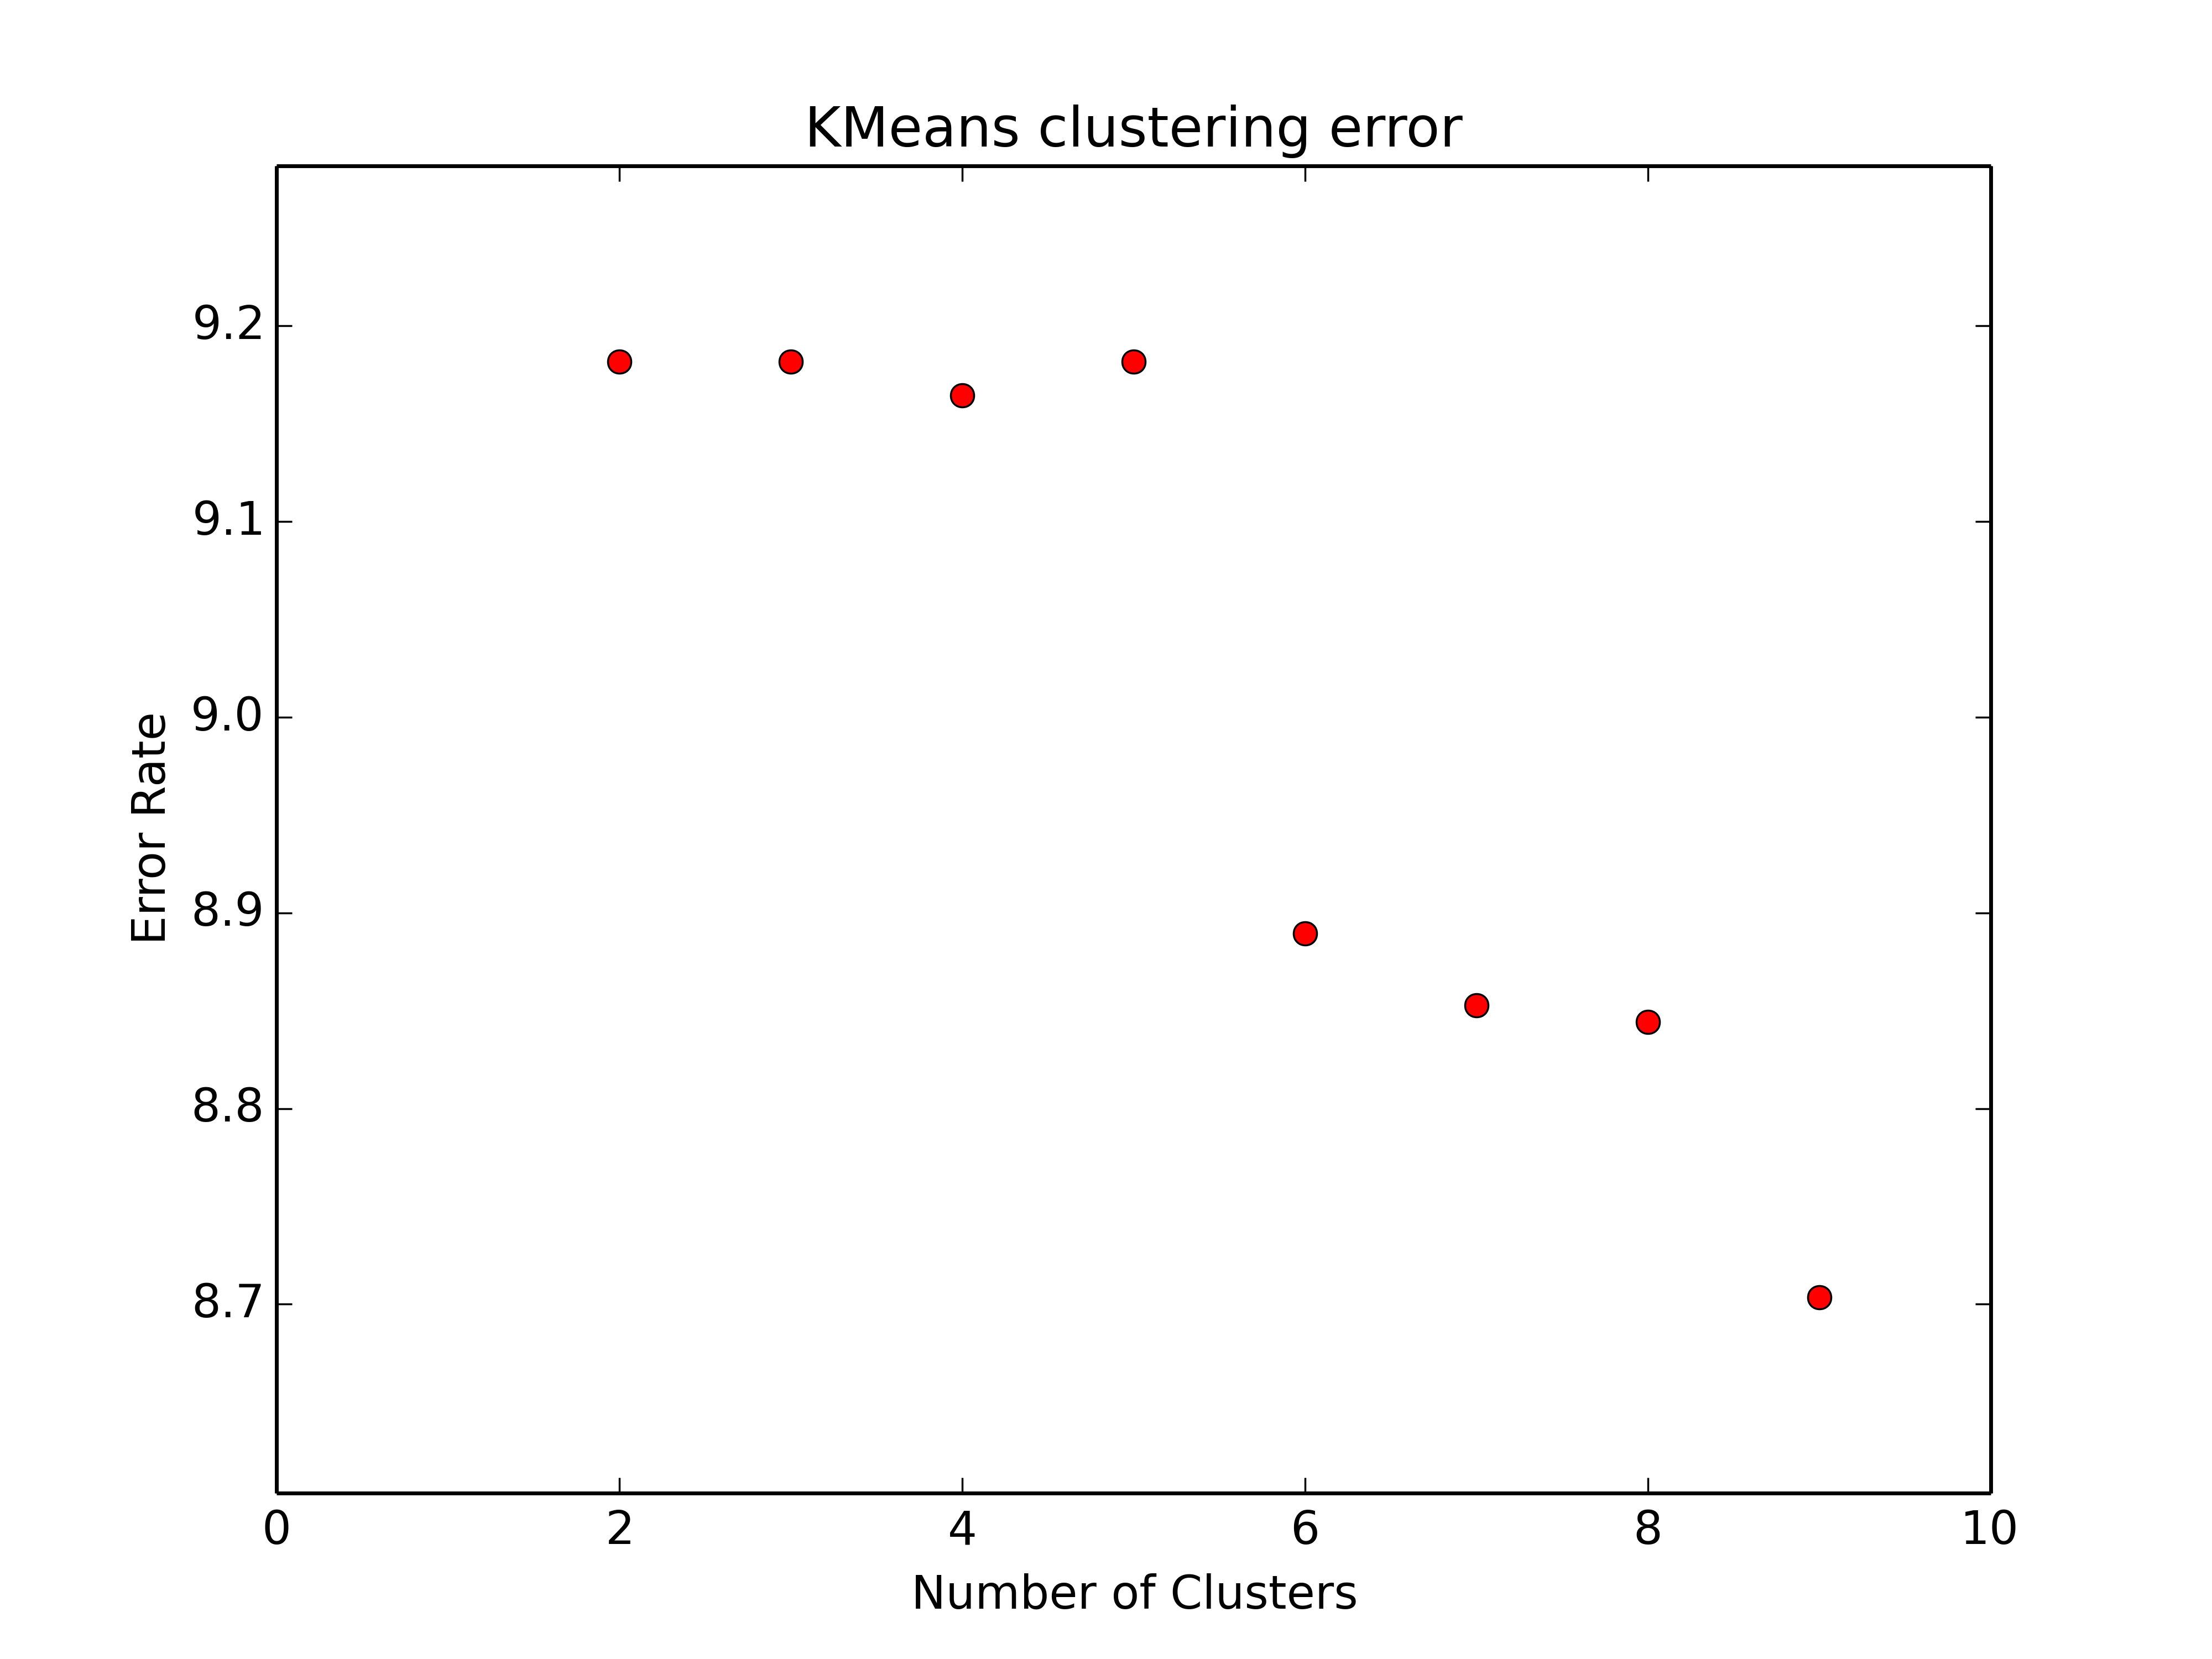 KMeans clustering error
9.2
9.1
9.0
8.9
8.8
8.7
Error Rate
0 2 4 6 8 10
Number of Clusters